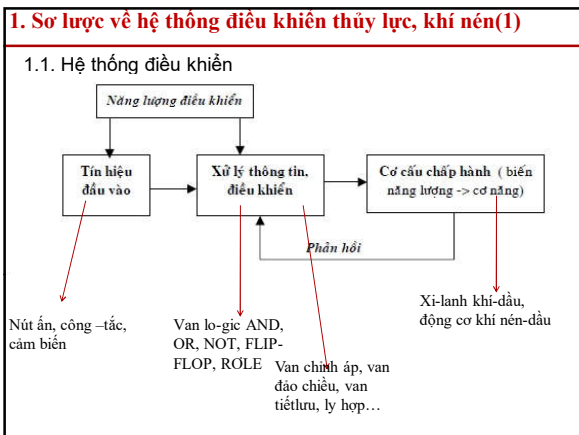 1. Sơ lược về hệ thống điều khiển thủy lực, khí nén(1)
1.1. Hệ thống điều khiển
Năng lượng điều khiển
Tín hiệu
đầu vào
Xử lý thông tin,
điều khiển
Cơ cấu chấp hành ( biến
năng lượng -> cơ năng)
Phản hồi
Nút ấn, công –tắc,
cảm biến
Van lo-gic AND,
OR, NOT, FLIP-
FLOP, RƠLE
Van chỉnh áp, van
đảo chiều, van
tiếtlưu, ly hợp…
Xi-lanh khí-dầu,
động cơ khí nén-dầu